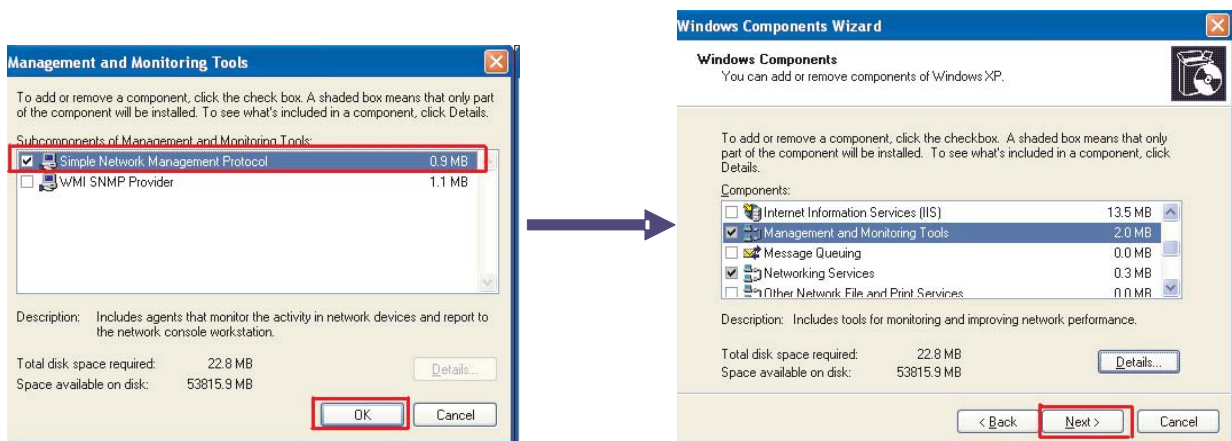 Management and Monitoring Tools
To add or remove a component, click the check box. A shaded box means that only part
of the component will be installed. To see what's included in a component, click Details.
Subcomponents of Management and Monitoring Tools:
Simple Network Management Protocol 0.9 MB
WMI SNMP Provider 1.1 MB
Description: Includes agents that monitor the activity in network devices and report to
the network console workstation.
Total disk space required: 22.8 MB
Space available on disk: 53815.9 MB
Details...
OK Cancel
Windows Components Wizard
Windows Components
You can add or remove components of Windows XP.
To add or remove a component, click the checkbox. A shaded box means that only
part of the component will be installed. To see what's included in a component, click
Details.
Components:
Internet Information Services (IIS) 13.5 MB
Management and Monitoring Tools 2.0 MB
Message Queuing 0.0 MB
Networking Services 0.3 MB
Other Network File and Print Services 0.0 MB
Description: Includes tools for monitoring and improving network performance.
Total disk space required: 22.8 MB
Space available on disk: 53815.9 MB
Details...
< Back Next > Cancel